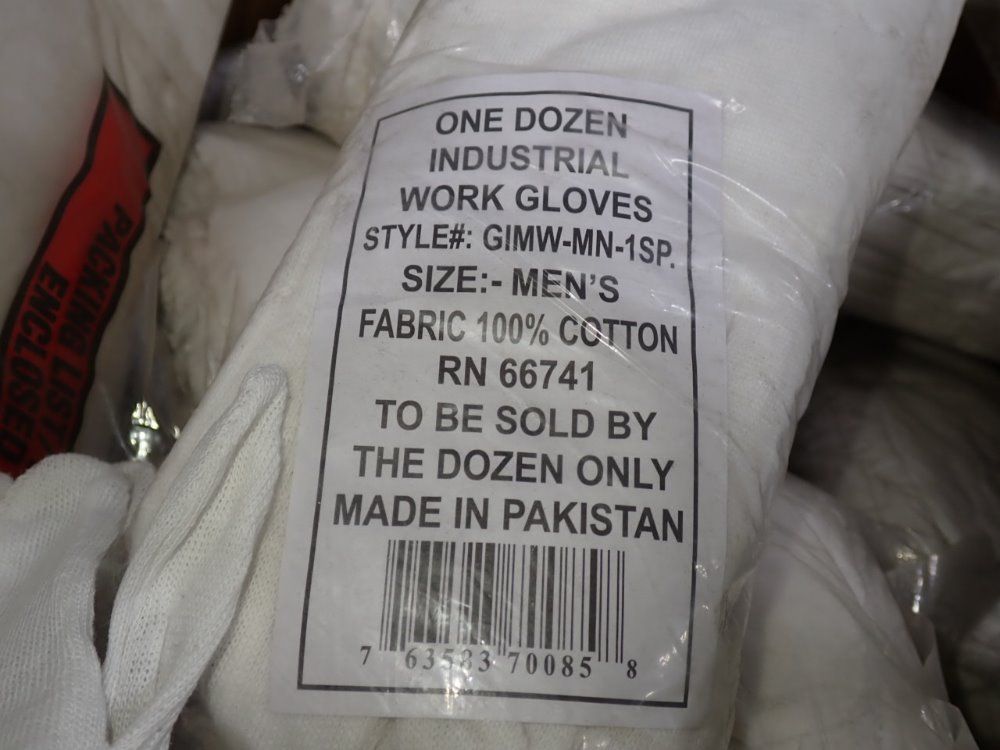 ONE DOZEN
INDUSTRIAL
WORK GLOVES
STYLE#: GIMW-MN-1SP.
SIZE:- MEN'S
FABRIC 100% COTTON
RN 66741
TO BE SOLD BY
THE DOZEN ONLY
MADE IN PAKISTAN
7 63583 70085 8
PACKING LIST/
ENCLOSED